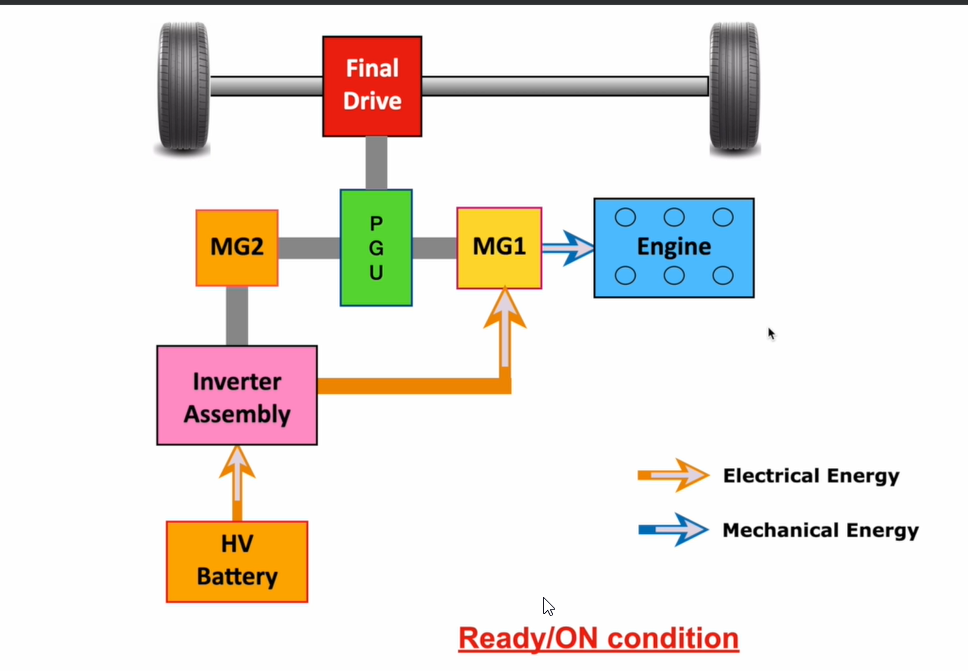 Final
Drive
P
G
U
MG2
MG1
Engine
Inverter
Assembly
Electrical Energy
Mechanical Energy
HV
Battery
Ready/ON condition